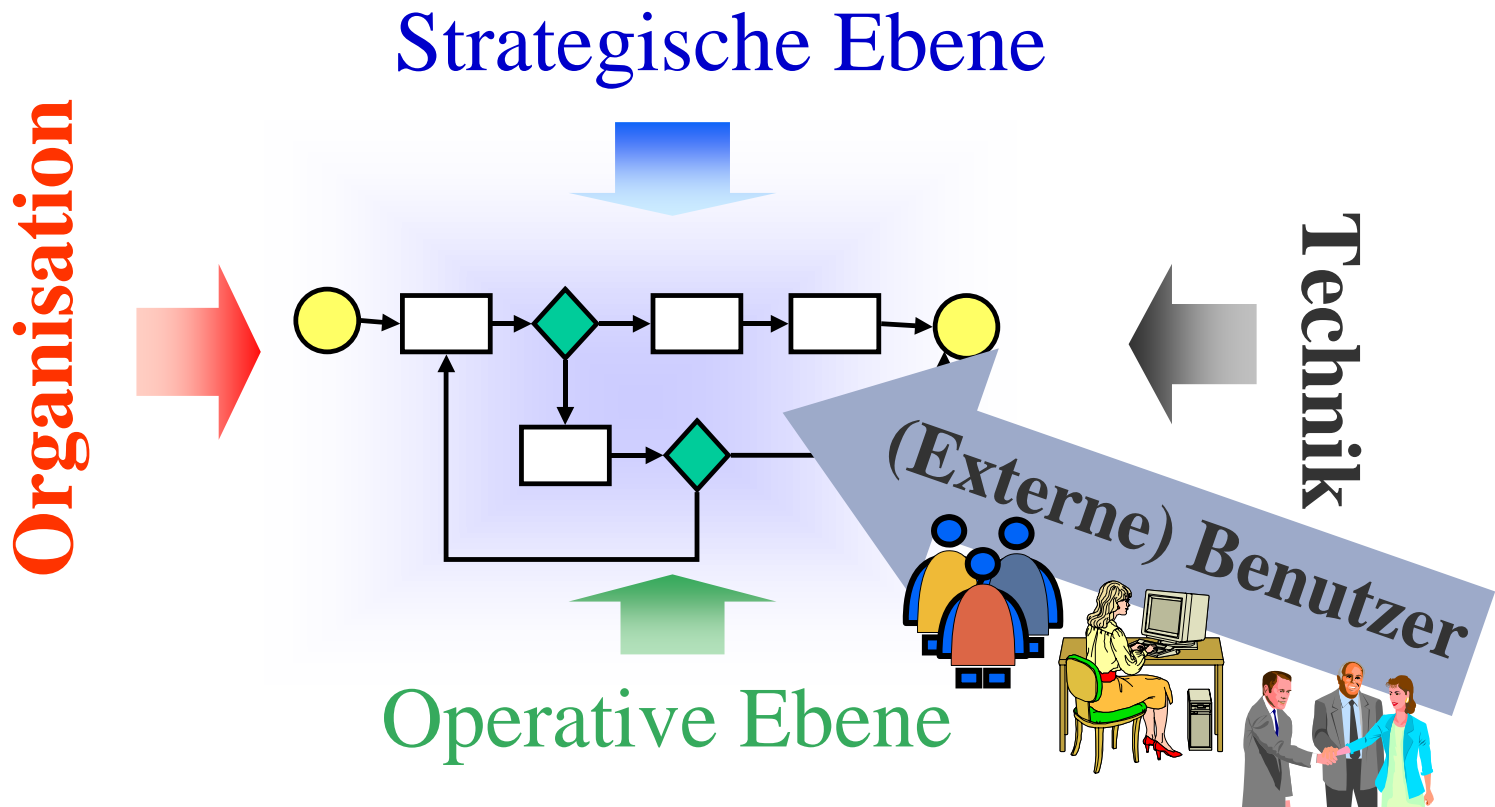 Strategische Ebene
Organisation
Technik
(Externe) Benutzer
Operative Ebene